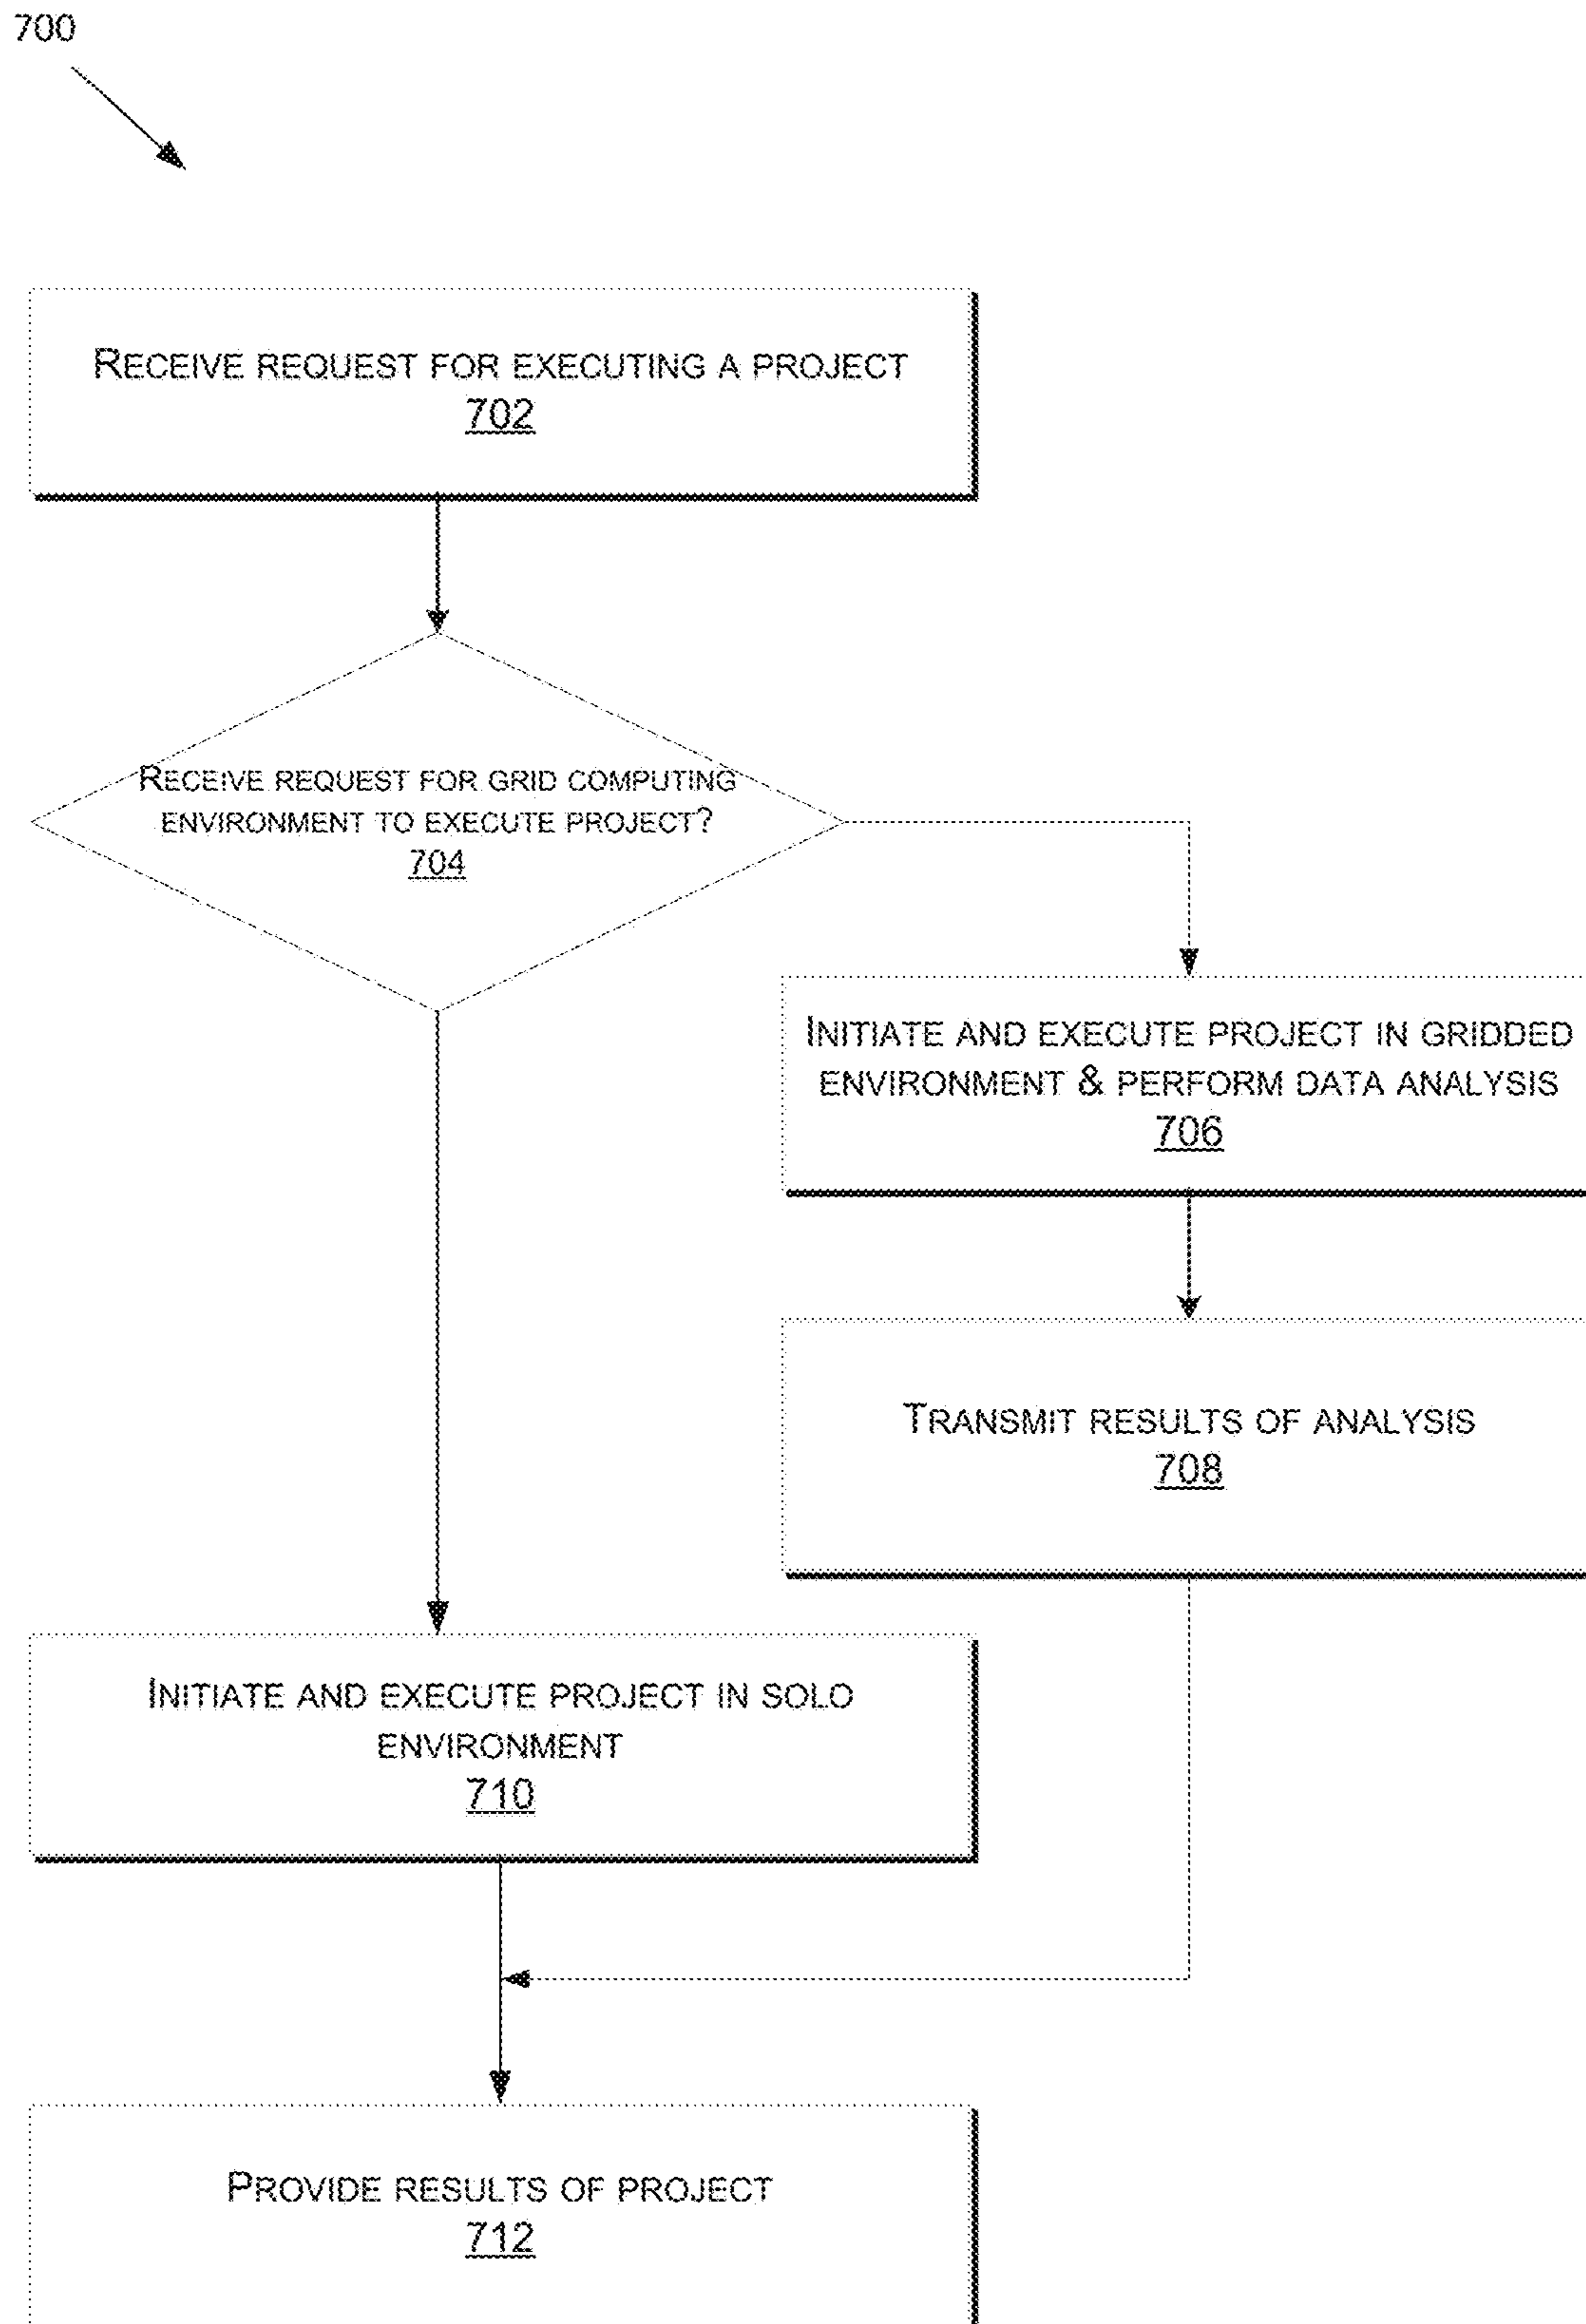 700
RECEIVE REQUEST FOR EXECUTING A PROJECT
702
RECEIVE REQUEST FOR GRID COMPUTING
ENVIRONMENT TO EXECUTE PROJECT?
704
INITIATE AND EXECUTE PROJECT IN GRIDDED
ENVIRONMENT & PERFORM DATA ANALYSIS
706
TRANSMIT RESULTS OF ANALYSIS
708
INITIATE AND EXECUTE PROJECT IN SOLO
ENVIRONMENT
710
PROVIDE RESULTS OF PROJECT
712